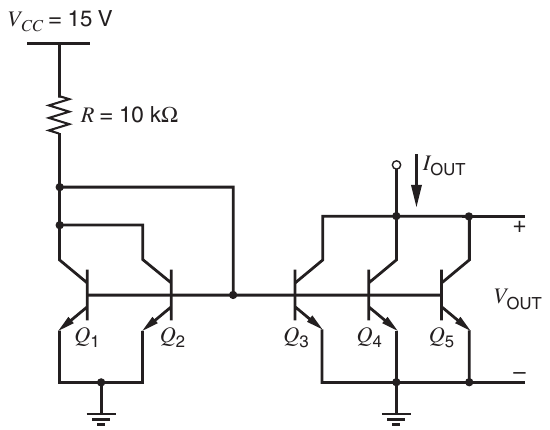 V_CC = 15 V
R = 10 kΩ
I_OUT
+
V_OUT
Q_1 Q_2 Q_3 Q_4 Q_5
−